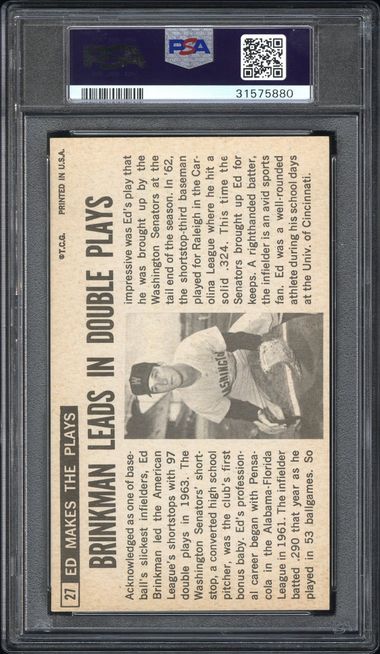 PSA
31575880
27 ED MAKES THE PLAYS
BRINKMAN LEADS IN DOUBLE PLAYS
Acknowledged as one of base-
ball's slickest infielders, Ed
Brinkman led the American
League's shortstops with 97
double plays in 1963. The
Washington Senators' short-
stop, a converted high school
pitcher, was the club's first
bonus baby. Ed's profession-
al career began with Pensa-
cola in the Alabama-Florida
League in 1961. The infielder
batted .290 that year as he
played in 53 ballgames. So
impressive was Ed's play that
he was brought up by the
Washington Senators at the
tail end of the season. In '62,
the shortstop-third baseman
played for Raleigh in the Car-
olina League where he hit a
solid .324. This time the
Senators brought up Ed for
keeps. A righthanded batter,
the infielder is an avid sports
fan. Ed was a well-rounded
athlete during his school days
at the Univ. of Cincinnati.
©T.C.G. PRINTED IN U.S.A.